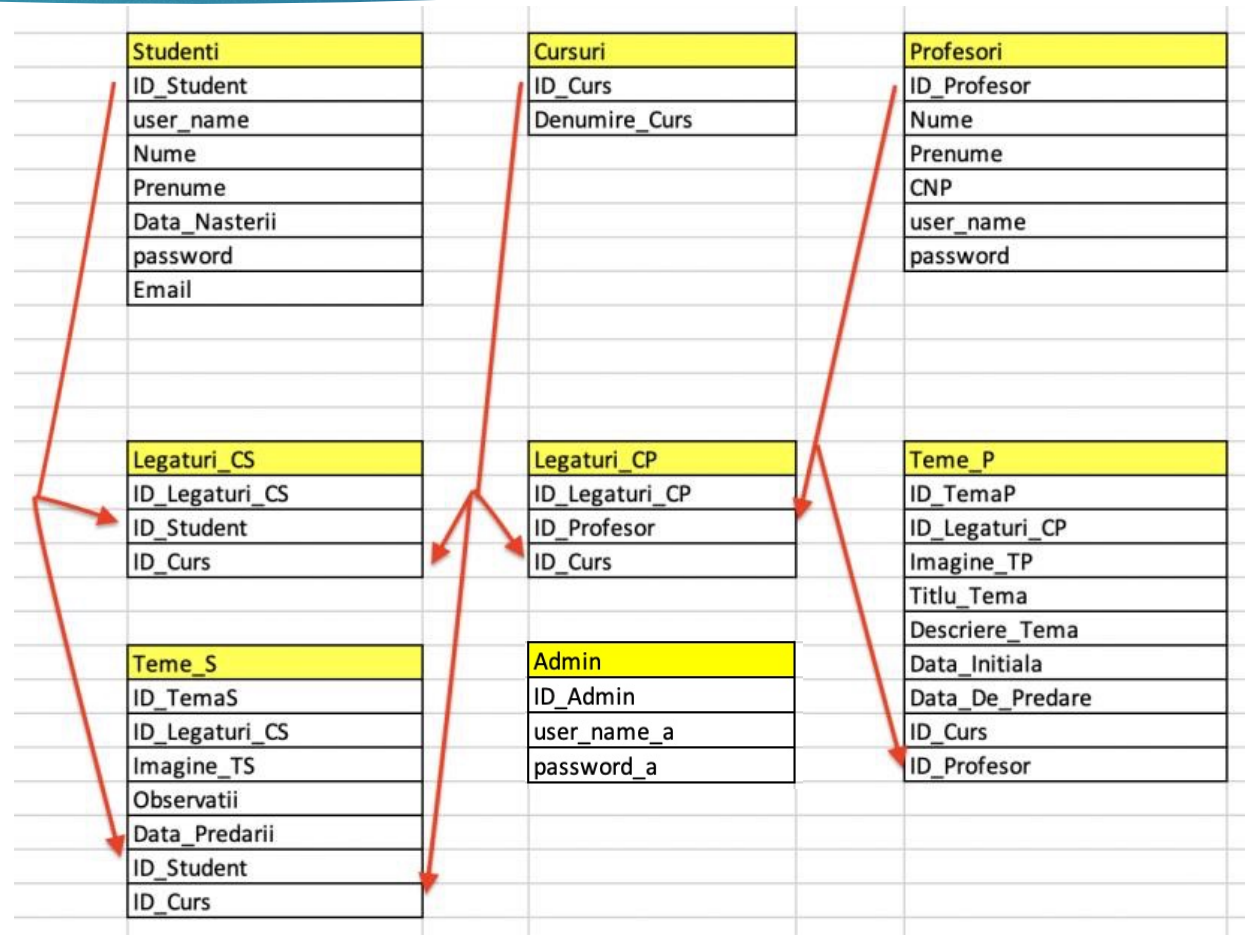 Studenti
ID_Student
user_name
Nume
Prenume
Data_Nasterii
password
Email
Cursuri
ID_Curs
Denumire_Curs
Profesori
ID_Profesor
Nume
Prenume
CNP
user_name
password
Legaturi_CS
ID_Legaturi_CS
ID_Student
ID_Curs
Legaturi_CP
ID_Legaturi_CP
ID_Profesor
ID_Curs
Teme_P
ID_TemaP
ID_Legaturi_CP
Imagine_TP
Titlu_Tema
Descriere_Tema
Data_Initiala
Data_De_Predare
ID_Curs
ID_Profesor
Teme_S
ID_TemaS
ID_Legaturi_CS
Imagine_TS
Observatii
Data_Predarii
ID_Student
ID_Curs
Admin
ID_Admin
user_name_a
password_a